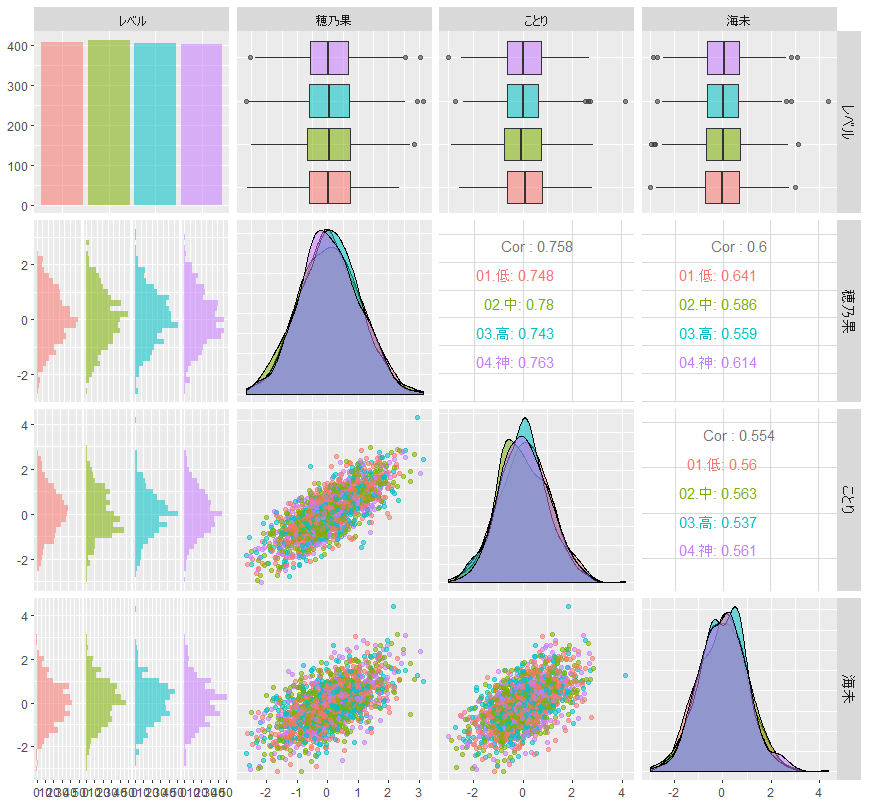 レベル
穂乃果
ことり
海未
400
300
200
100
0
レベル
2
0
-2
Cor : 0.758
01.低: 0.748
02.中: 0.78
03.高: 0.743
04.神: 0.763
Cor : 0.6
01.低: 0.641
02.中: 0.586
03.高: 0.559
04.神: 0.614
穂乃果
4
2
0
-2
Cor : 0.554
01.低: 0.56
02.中: 0.563
03.高: 0.537
04.神: 0.561
ことり
4
2
0
-2
海未
-2 -1 0 1 2 3
-2 0 2 4
-2 0 2 4